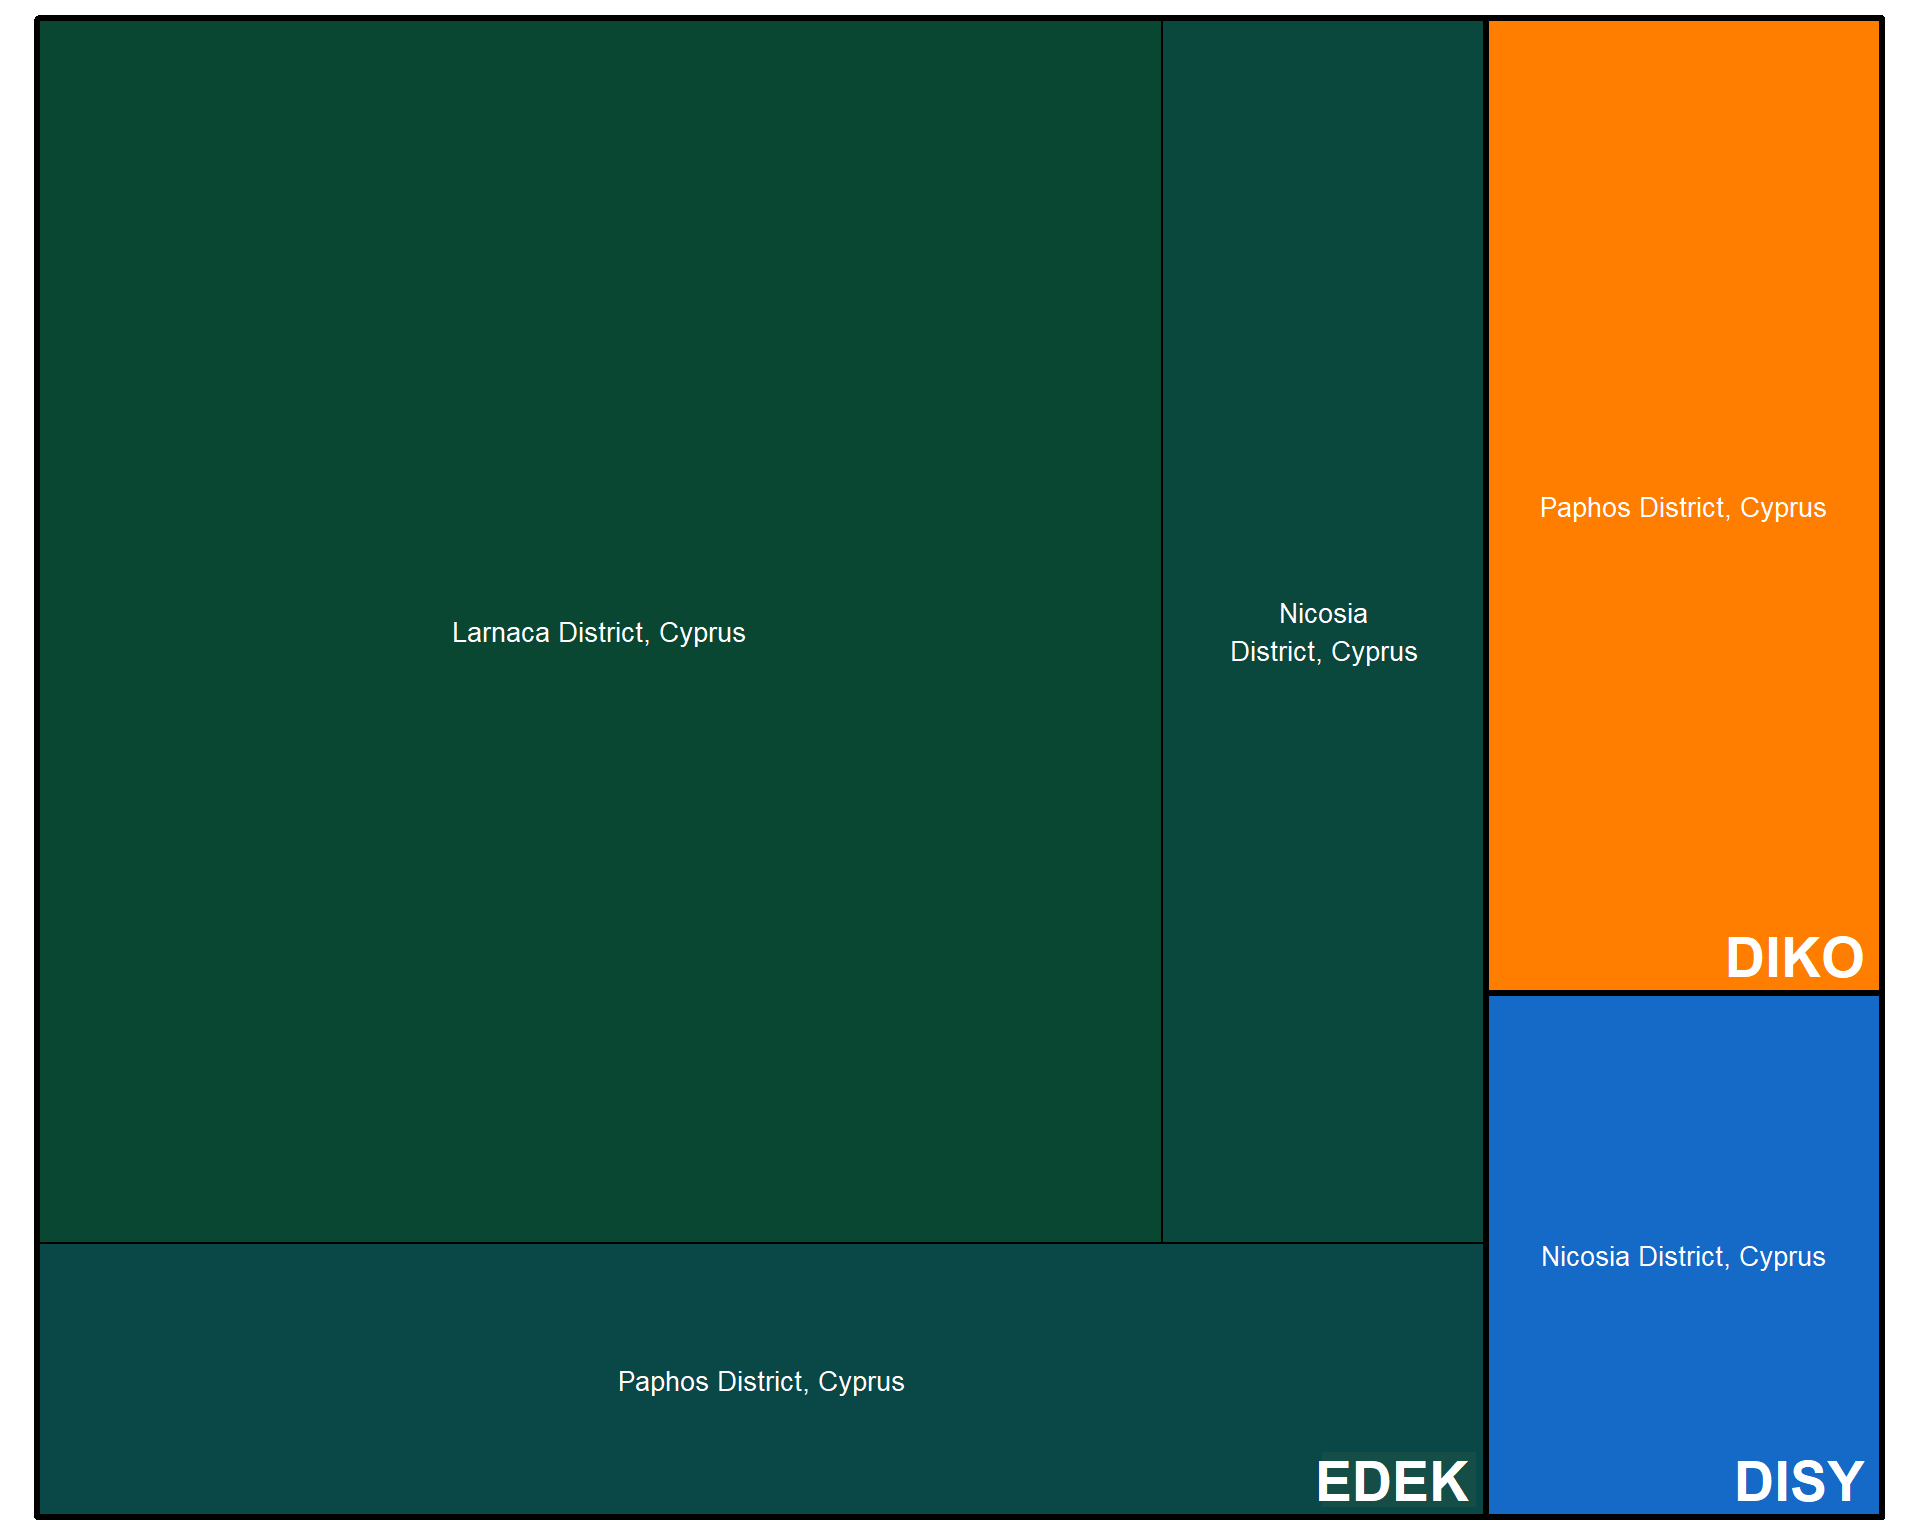 Larnaca District, Cyprus
Nicosia
District, Cyprus
Paphos District, Cyprus
EDEK
Paphos District, Cyprus
DIKO
Nicosia District, Cyprus
DISY